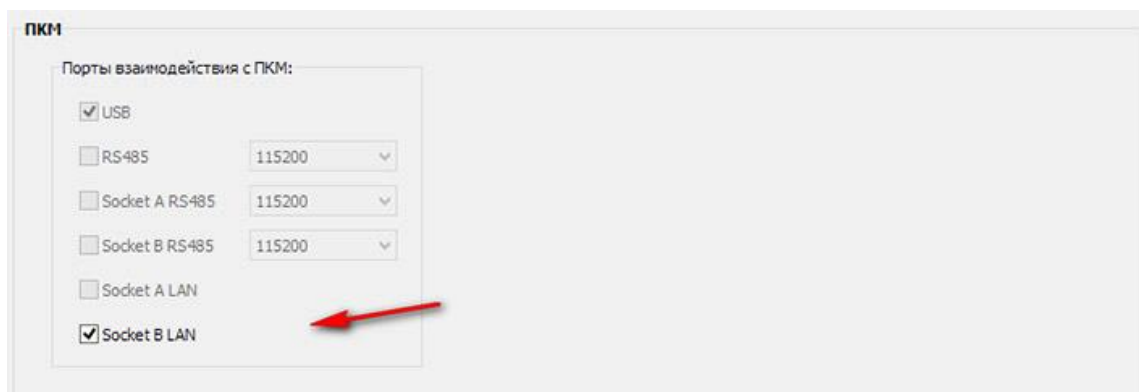 ПКМ
Порты взаимодействия с ПКМ:
USB
RS485 115200
Socket A RS485 115200
Socket B RS485 115200
Socket A LAN
Socket B LAN